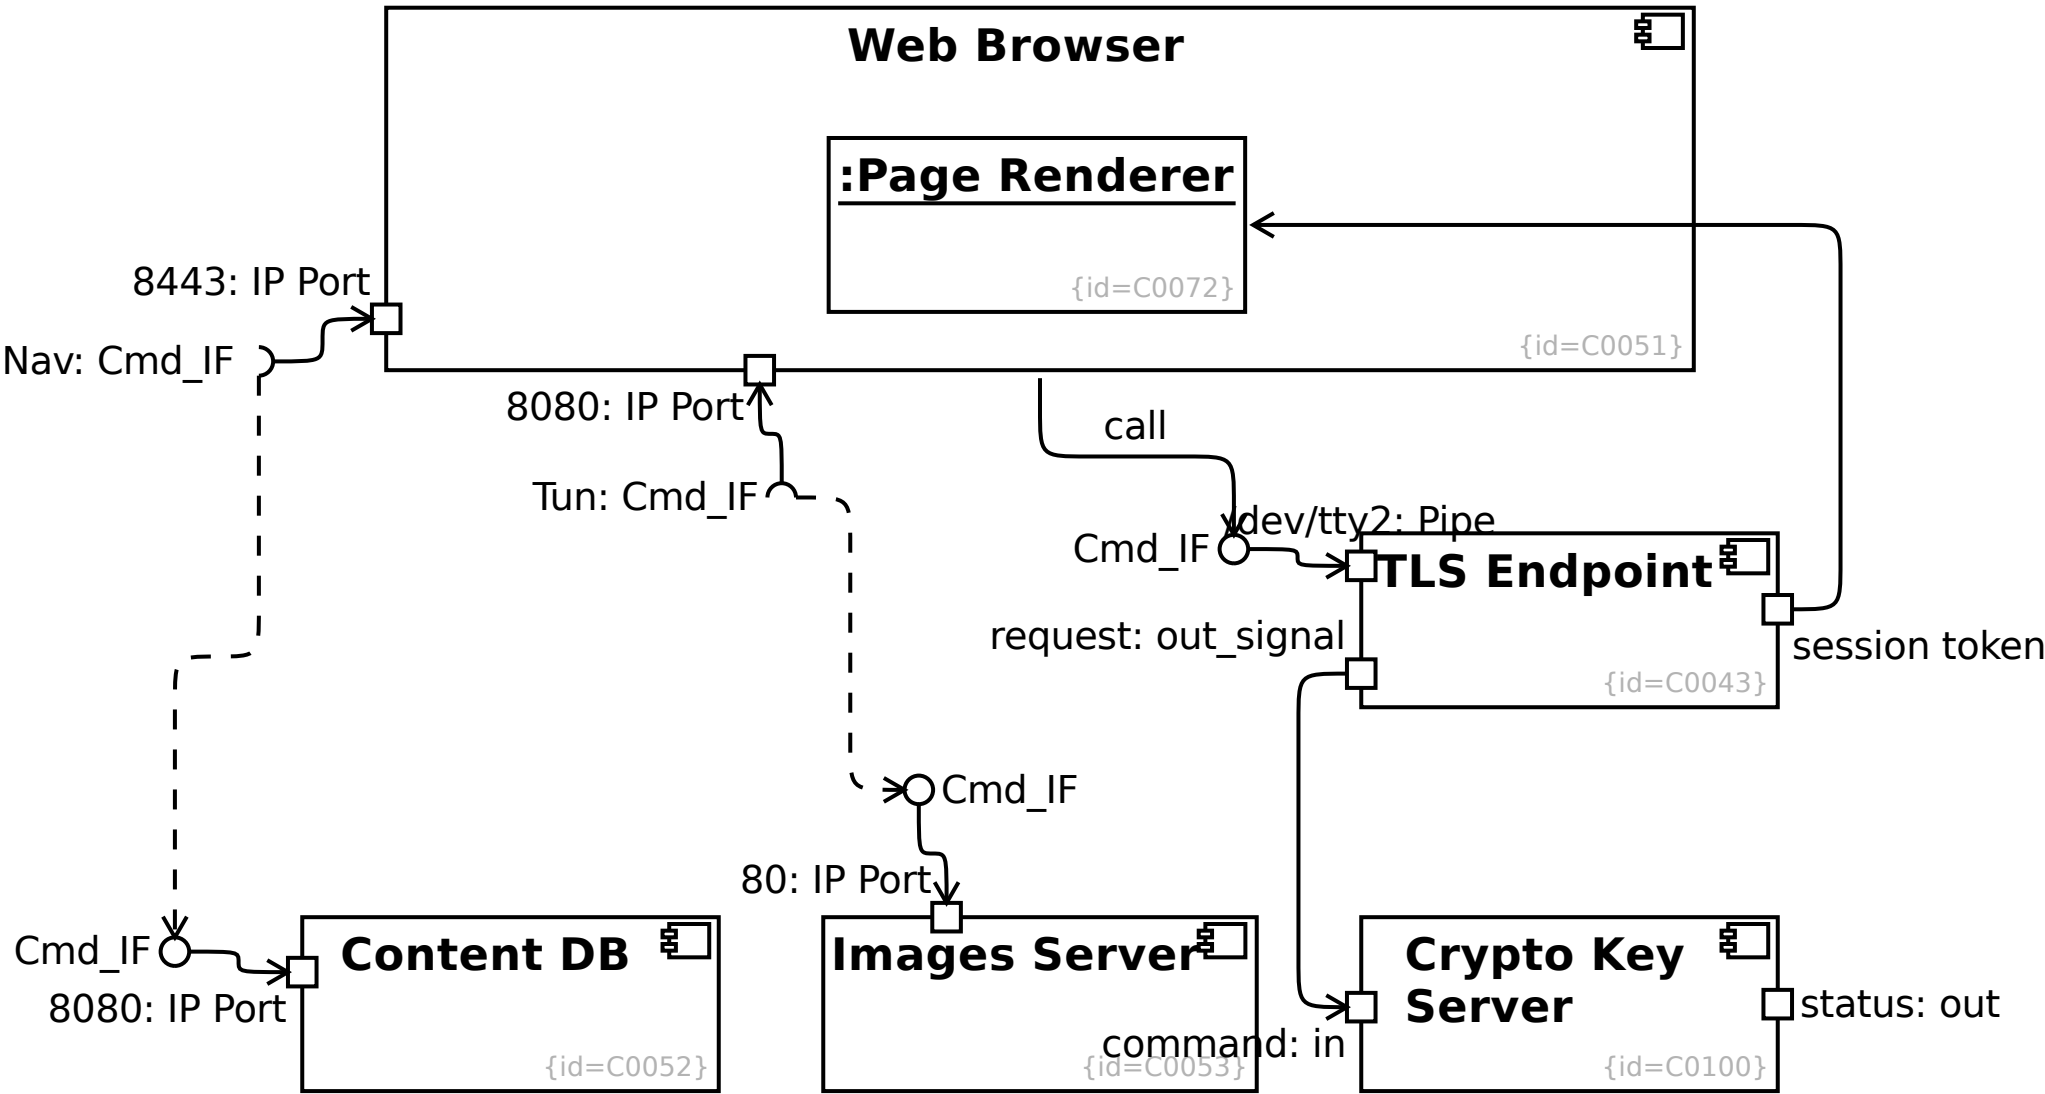 Web Browser
:Page Renderer
{id=C0072}
{id=C0051}
8443: IP Port
Nav: Cmd_IF
8080: IP Port
call
Tun: Cmd_IF
/dev/tty2: Pipe
Cmd_IF
TLS Endpoint
request: out_signal
session token
{id=C0043}
Cmd_IF
80: IP Port
Cmd_IF
8080: IP Port
Content DB
{id=C0052}
Images Server
{id=C0053}
command: in
Crypto Key
Server
status: out
{id=C0100}